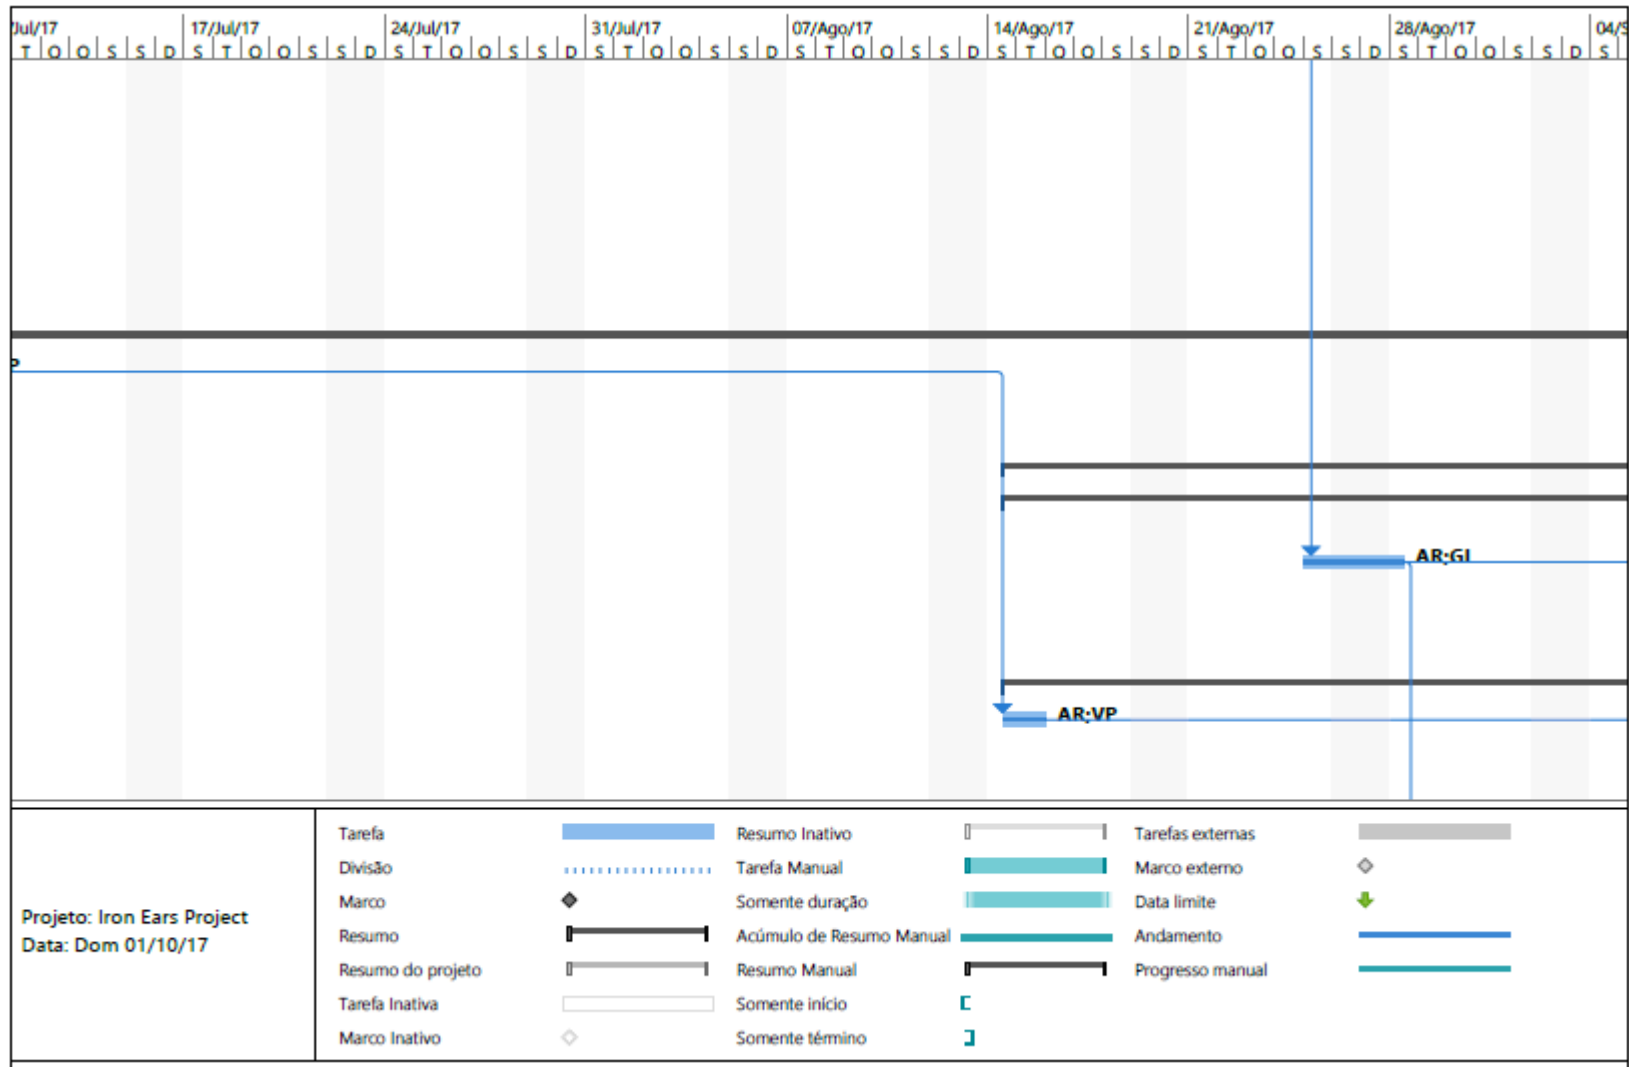 /Jul/17 17/Jul/17 24/Jul/17 31/Jul/17 07/Ago/17 14/Ago/17 21/Ago/17 28/Ago/17 04/S
T Q Q S S D S T Q Q S S D S T Q Q S S D S T Q Q S S D S T Q Q S S D S T Q Q S S D S T Q Q S S D S T Q Q S S D S
P
AR;GI
AR;VP
Projeto: Iron Ears Project
Data: Dom 01/10/17
Tarefa
Divisão
Marco
Resumo
Resumo do projeto
Tarefa Inativa
Marco Inativo
Resumo Inativo
Tarefa Manual
Somente duração
Acúmulo de Resumo Manual
Resumo Manual
Somente início
Somente término
Tarefas externas
Marco externo
Data limite
Andamento
Progresso manual